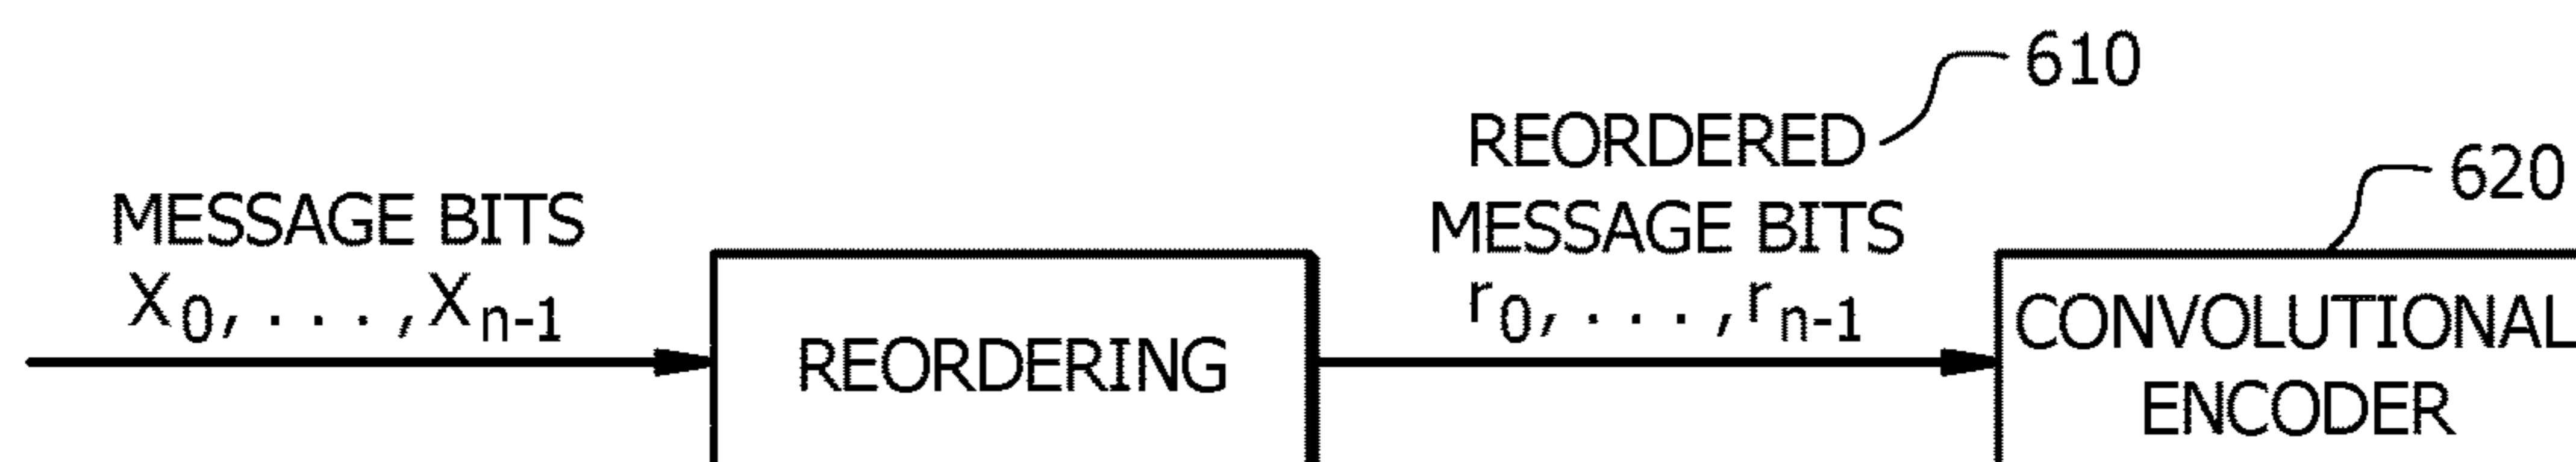 610
REORDERED
620
MESSAGE BITS
MESSAGE BITS
X0, . . . ,Xn-1
r0, . . . ,rn-1
CONVOLUTIONAL
REORDERING
ENCODER